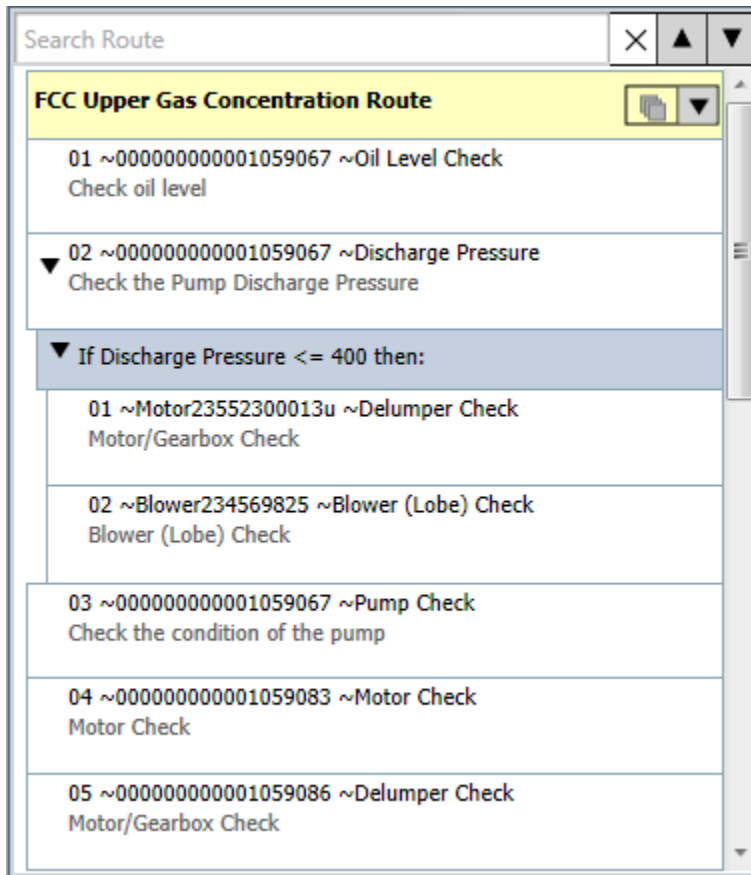 Search Route
FCC Upper Gas Concentration Route
01 ~000000000001059067 ~Oil Level Check
Check oil level
02 ~000000000001059067 ~Discharge Pressure
Check the Pump Discharge Pressure
If Discharge Pressure <= 400 then:
01 ~Motor23552300013u ~Delumper Check
Motor/Gearbox Check
02 ~Blower234569825 ~Blower (Lobe) Check
Blower (Lobe) Check
03 ~000000000001059067 ~Pump Check
Check the condition of the pump
04 ~000000000001059083 ~Motor Check
Motor Check
05 ~000000000001059086 ~Delumper Check
Motor/Gearbox Check